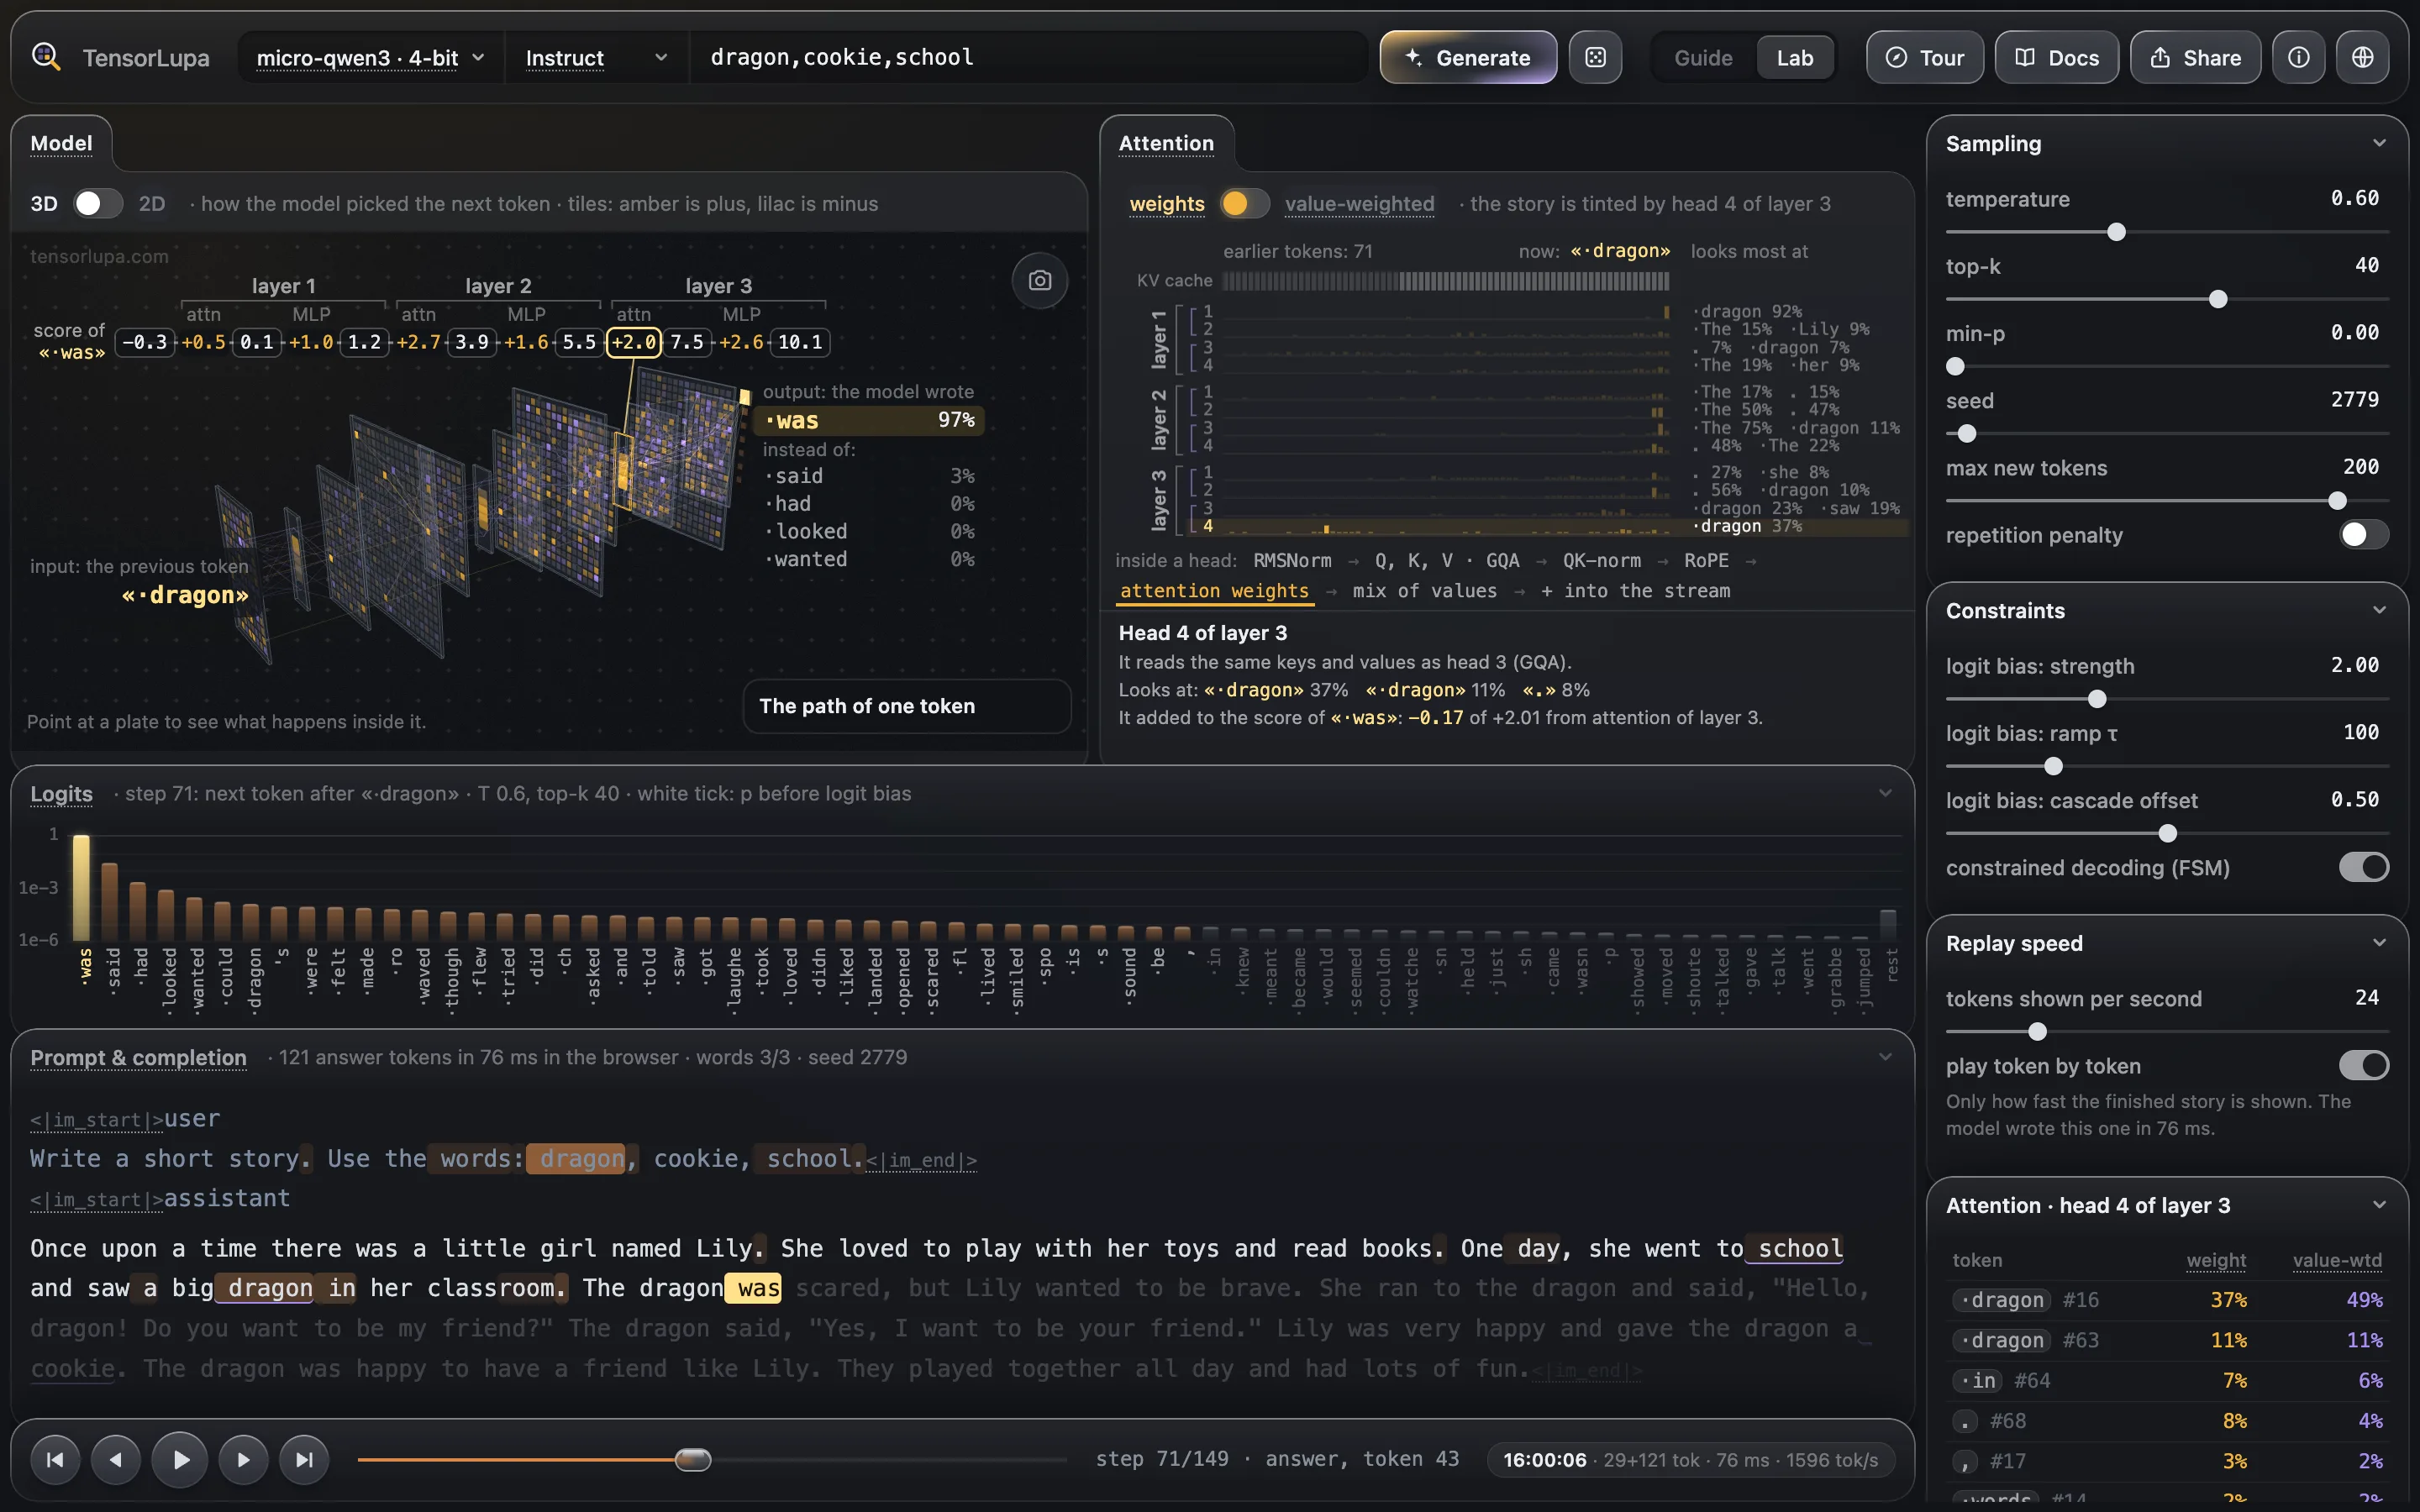 TensorLupa
micro-qwen3 · 4-bit
Instruct
dragon,cookie,school
Generate
Guide
Lab
Tour
Docs
Share
Model
3D
2D
· how the model picked the next token · tiles: amber is plus, lilac is minus
tensorlupa.com
layer 1 layer 2 layer 3
attn MLP attn MLP attn MLP
score of
«·was»
−0.3 +0.5 0.1 +1.0 1.2 +2.7 3.9 +1.6 5.5 +2.0 7.5 +2.6 10.1
output: the model wrote
·was 97%
instead of:
·said 3%
·had 0%
·looked 0%
·wanted 0%
input: the previous token
«·dragon»
Point at a plate to see what happens inside it.
The path of one token
Attention
weights
value-weighted
· the story is tinted by head 4 of layer 3
earlier tokens: 71 now: «·dragon» looks most at
KV cache
layer 1
1 ·dragon 92%
2 ·The 15% ·Lily 9%
3 . 7% ·dragon 7%
4 ·The 19% ·her 9%
layer 2
1 ·The 17% . 15%
2 ·The 50% . 47%
3 ·The 75% ·dragon 11%
4 . 48% ·The 22%
layer 3
1 . 27% ·she 8%
2 . 56% ·dragon 10%
3 ·dragon 23% ·saw 19%
4 ·dragon 37%
inside a head: RMSNorm → Q, K, V · GQA → QK-norm → RoPE →
attention weights → mix of values → + into the stream
Head 4 of layer 3
It reads the same keys and values as head 3 (GQA).
Looks at: «·dragon» 37% «·dragon» 11% «.» 8%
It added to the score of «·was»: −0.17 of +2.01 from attention of layer 3.
Logits · step 71: next token after «·dragon» · T 0.6, top-k 40 · white tick: p before logit bias
1
1e−3
1e−6
·was ·said ·had ·looked ·wanted ·could ·dragon 's ·were ·felt ·made ·ro ·waved ·though ·flew ·tried ·did ·ch ·asked ·and ·told ·saw ·got ·laughe ·took ·loved ·didn ·liked ·landed ·opened ·scared ·fl ·lived ·smiled ·spo ·is ·s ·sound ·be , ·in ·knew ·meant ·became ·would ·seemed ·couldn ·watche ·sn ·held ·just ·sh ·came ·wasn ·p ·showed ·moved ·shoute ·talked ·gave ·talk ·went ·grabbe ·jumped rest
Prompt & completion · 121 answer tokens in 76 ms in the browser · words 3/3 · seed 2779
<|im_start|>user
Write a short story. Use the words: dragon, cookie, school.<|im_end|>
<|im_start|>assistant
Once upon a time there was a little girl named Lily. She loved to play with her toys and read books. One day, she went to school
and saw a big dragon in her classroom. The dragon was scared, but Lily wanted to be brave. She ran to the dragon and said, "Hello,
dragon! Do you want to be my friend?" The dragon said, "Yes, I want to be your friend." Lily was very happy and gave the dragon a
cookie. The dragon was happy to have a friend like Lily. They played together all day and had lots of fun.<|im_end|>
step 71/149 · answer, token 43
16:00:06 · 29+121 tok · 76 ms · 1596 tok/s
Sampling
temperature 0.60
top-k 40
min-p 0.00
seed 2779
max new tokens 200
repetition penalty
Constraints
logit bias: strength 2.00
logit bias: ramp τ 100
logit bias: cascade offset 0.50
constrained decoding (FSM)
Replay speed
tokens shown per second 24
play token by token
Only how fast the finished story is shown. The
model wrote this one in 76 ms.
Attention · head 4 of layer 3
token weight value-wtd
·dragon #16 37% 49%
·dragon #63 11% 11%
·in #64 7% 6%
. #68 8% 4%
, #17 3% 2%
·words #14 2% 2%